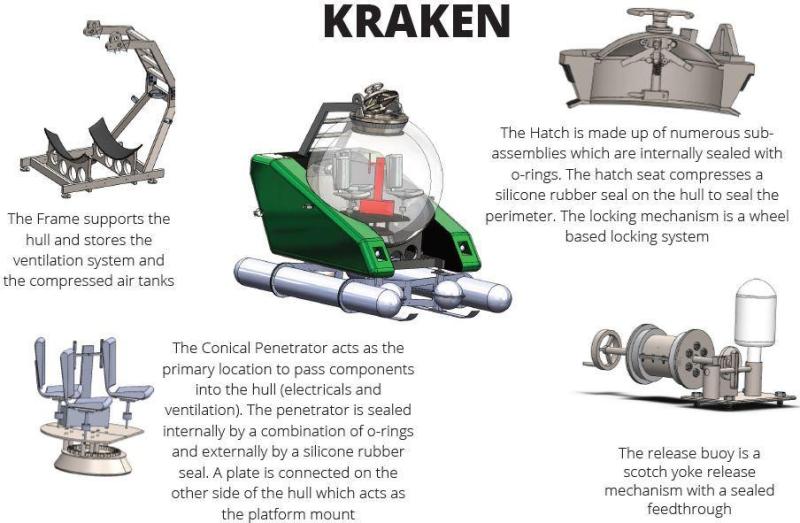 KRAKEN
The Hatch is made up of numerous sub-
assemblies which are internally sealed with
o-rings. The hatch seat compresses a
silicone rubber seal on the hull to seal the
perimeter. The locking mechanism is a wheel
based locking system
The Frame supports the
hull and stores the
ventilation system and
the compressed air tanks
The Conical Penetrator acts as the
primary location to pass components
into the hull (electricals and
ventilation). The penetrator is sealed
internally by a combination of o-rings
and externally by a silicone rubber
seal. A plate is connected on the
other side of the hull which acts as
the platform mount
The release buoy is a
scotch yoke release
mechanism with a sealed
feedthrough